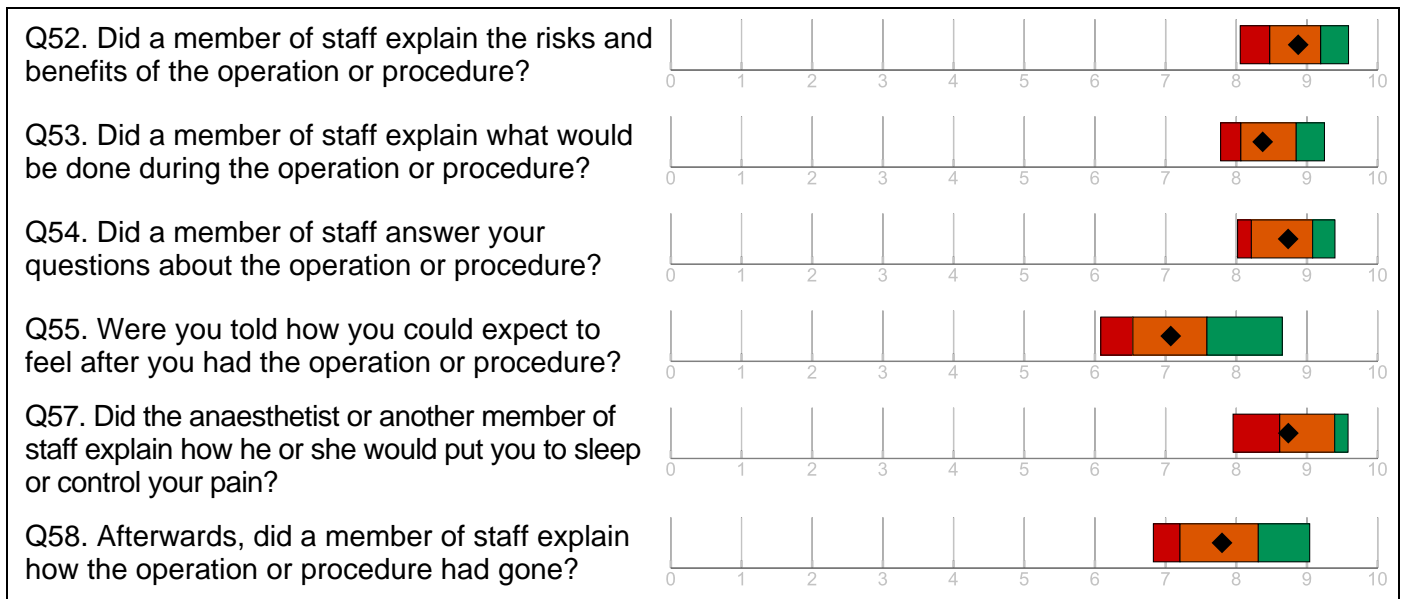 Q52. Did a member of staff explain the risks and
benefits of the operation or procedure?
0 1 2 3 4 5 6 7 8 9 10
Q53. Did a member of staff explain what would
be done during the operation or procedure?
0 1 2 3 4 5 6 7 8 9 10
Q54. Did a member of staff answer your
questions about the operation or procedure?
0 1 2 3 4 5 6 7 8 9 10
Q55. Were you told how you could expect to
feel after you had the operation or procedure?
0 1 2 3 4 5 6 7 8 9 10
Q57. Did the anaesthetist or another member of
staff explain how he or she would put you to sleep
or control your pain?
0 1 2 3 4 5 6 7 8 9 10
Q58. Afterwards, did a member of staff explain
how the operation or procedure had gone?
0 1 2 3 4 5 6 7 8 9 10